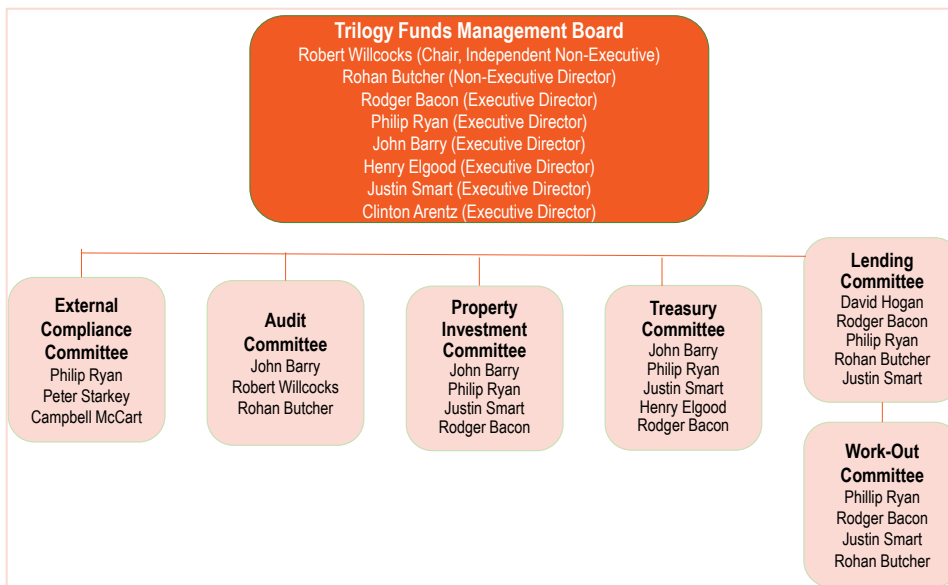 Trilogy Funds Management Board
Robert Willcocks (Chair, Independent Non-Executive)
Rohan Butcher (Non-Executive Director)
Rodger Bacon (Executive Director)
Philip Ryan (Executive Director)
John Barry (Executive Director)
Henry Elgood (Executive Director)
Justin Smart (Executive Director)
Clinton Arentz (Executive Director)
External
Compliance
Committee
Philip Ryan
Peter Starkey
Campbell McCart
Audit
Committee
John Barry
Robert Willcocks
Rohan Butcher
Property
Investment
Committee
John Barry
Philip Ryan
Justin Smart
Rodger Bacon
Treasury
Committee
John Barry
Philip Ryan
Justin Smart
Henry Elgood
Rodger Bacon
Lending
Committee
David Hogan
Rodger Bacon
Philip Ryan
Rohan Butcher
Justin Smart
Work-Out
Committee
Phillip Ryan
Rodger Bacon
Justin Smart
Rohan Butcher